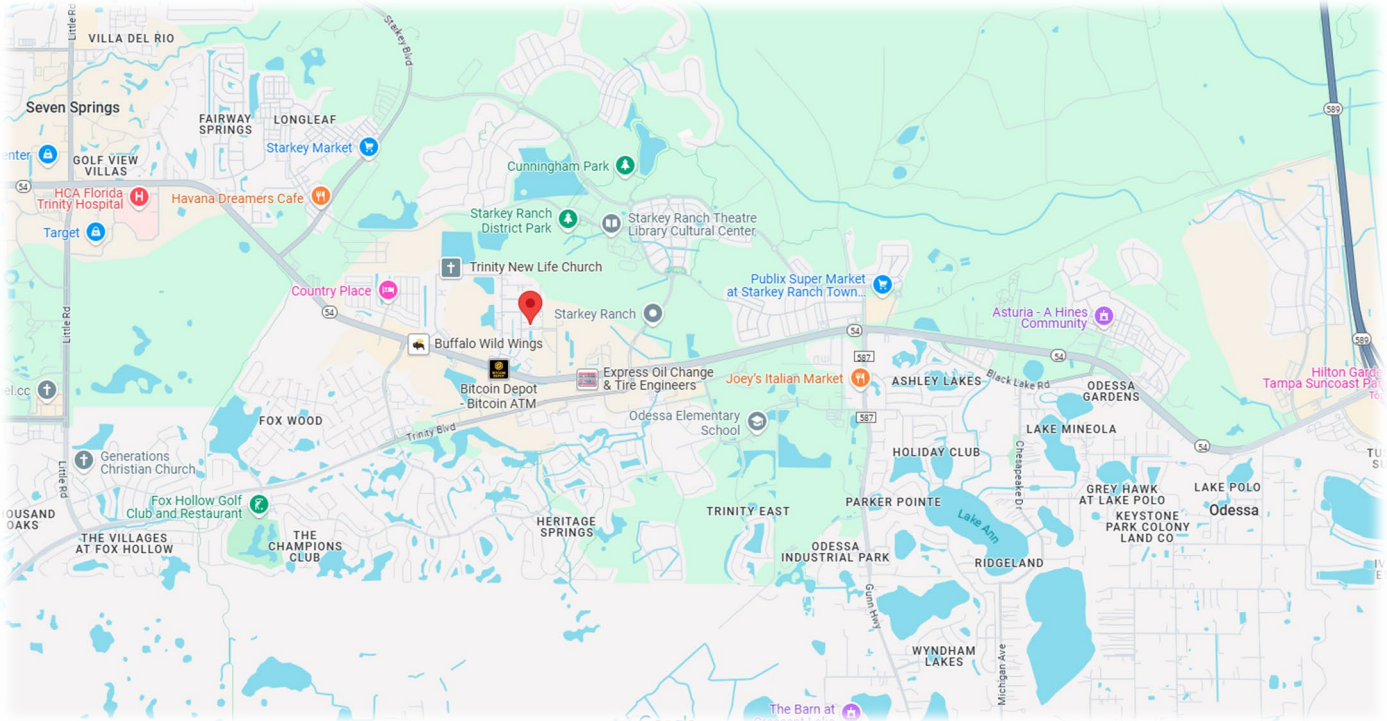 Little Rd
VILLA DEL RIO
Starkey Blvd
589
Seven Springs
FAIRWAY
SPRINGS
LONGLEAF
Starkey Market
GOLF VIEW
VILLAS
54
HCA Florida
Trinity Hospital
H
Havana Dreamers Cafe
Target
Cunningham Park
Starkey Ranch
District Park
Starkey Ranch Theatre
Library Cultural Center
Trinity New Life Church
Country Place
54
Publix Super Market
at Starkey Ranch Town...
Starkey Ranch
Asturia - A Hines
Community
Little Rd
Buffalo Wild Wings
54
587
54
589
Bitcoin Depot
- Bitcoin ATM
Express Oil Change
& Tire Engineers
Joey's Italian Market
ASHLEY LAKES
Black Lake Rd
ODESSA
GARDENS
Hilton Garde
Tampa Suncoast Pa
FOX WOOD
Trinity Blvd
Odessa Elementary
School
587
LAKE MINEOLA
54
Generations
Christian Church
Little Rd
HOLIDAY CLUB
Chesapeake Dr
GREY HAWK
AT LAKE POLO
LAKE POLO
Fox Hollow Golf
Club and Restaurant
PARKER POINTE
KEYSTONE
PARK COLONY
LAND CO
Odessa
OUSAND
OAKS
THE VILLAGES
AT FOX HOLLOW
THE
CHAMPIONS
CLUB
HERITAGE
SPRINGS
TRINITY EAST
Lake Ann
ODESSA
INDUSTRIAL PARK
RIDGELAND
Gunn Hwy
WYNDHAM
LAKES
Michigan Ave
The Barn at